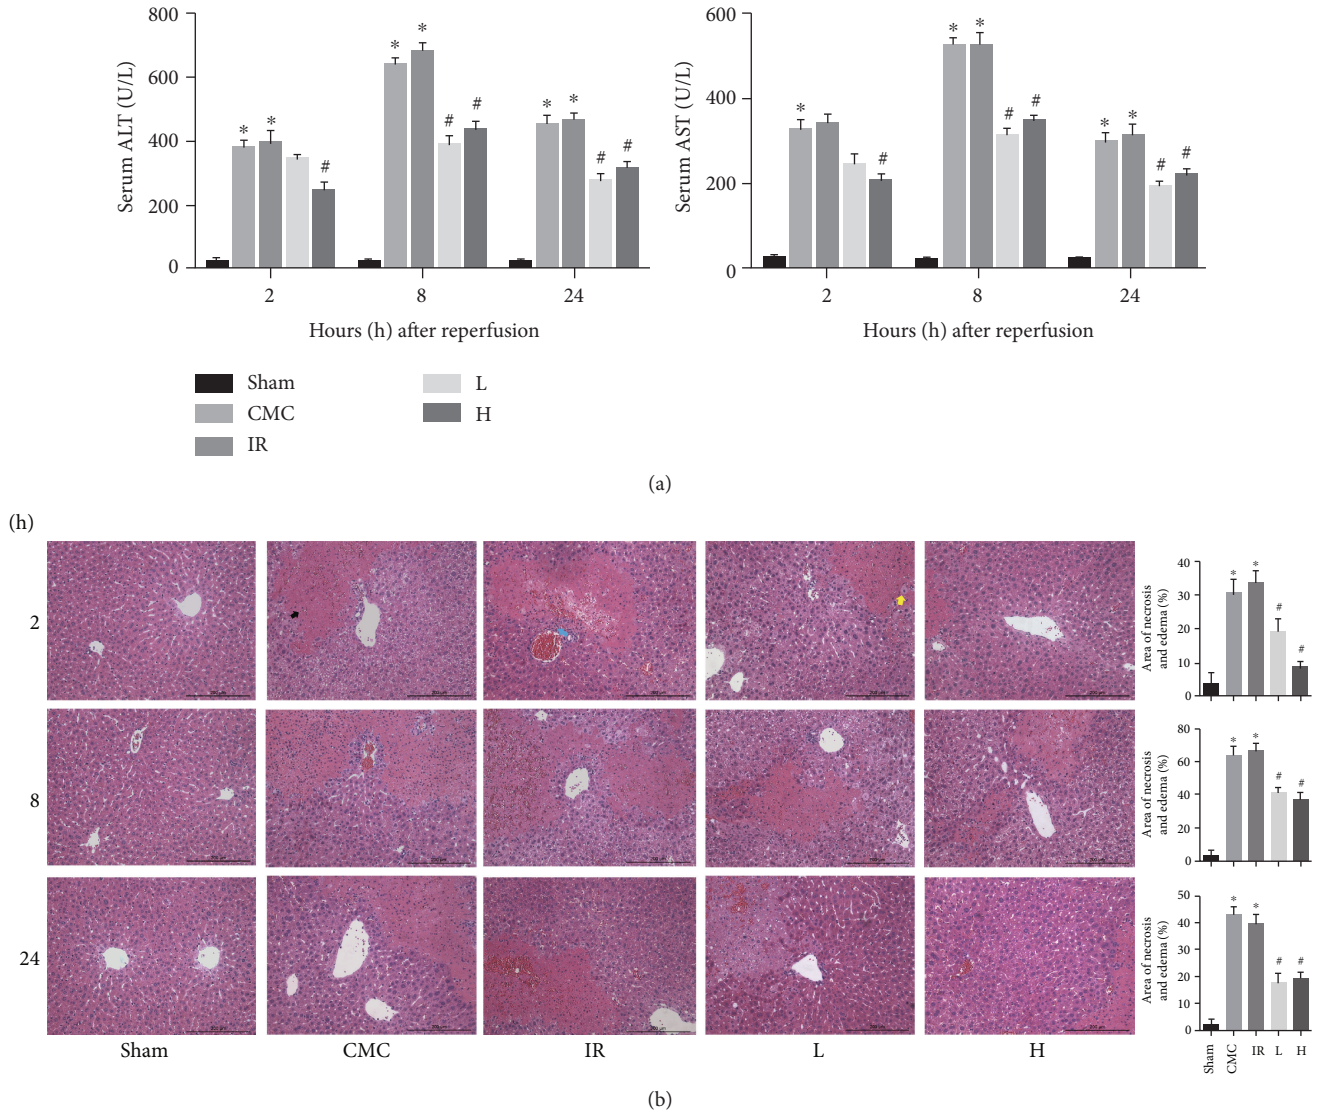 800
600
400
200
0
Serum ALT (U/L)
* * # * * # # * * # #
2 8 24
Hours (h) after reperfusion
600
400
200
0
Serum AST (U/L)
* # * * # # * * # #
2 8 24
Hours (h) after reperfusion
Sham
CMC
IR
L
H
(a)
(h)
2
8
24
Sham CMC IR L H
Area of necrosis
and edema (%)
40
30
20
10
0
* * # #
Area of necrosis
and edema (%)
80
60
40
20
0
* * # #
Area of necrosis
and edema (%)
50
40
30
20
10
0
* * # #
Sham CMC IR L H
(b)